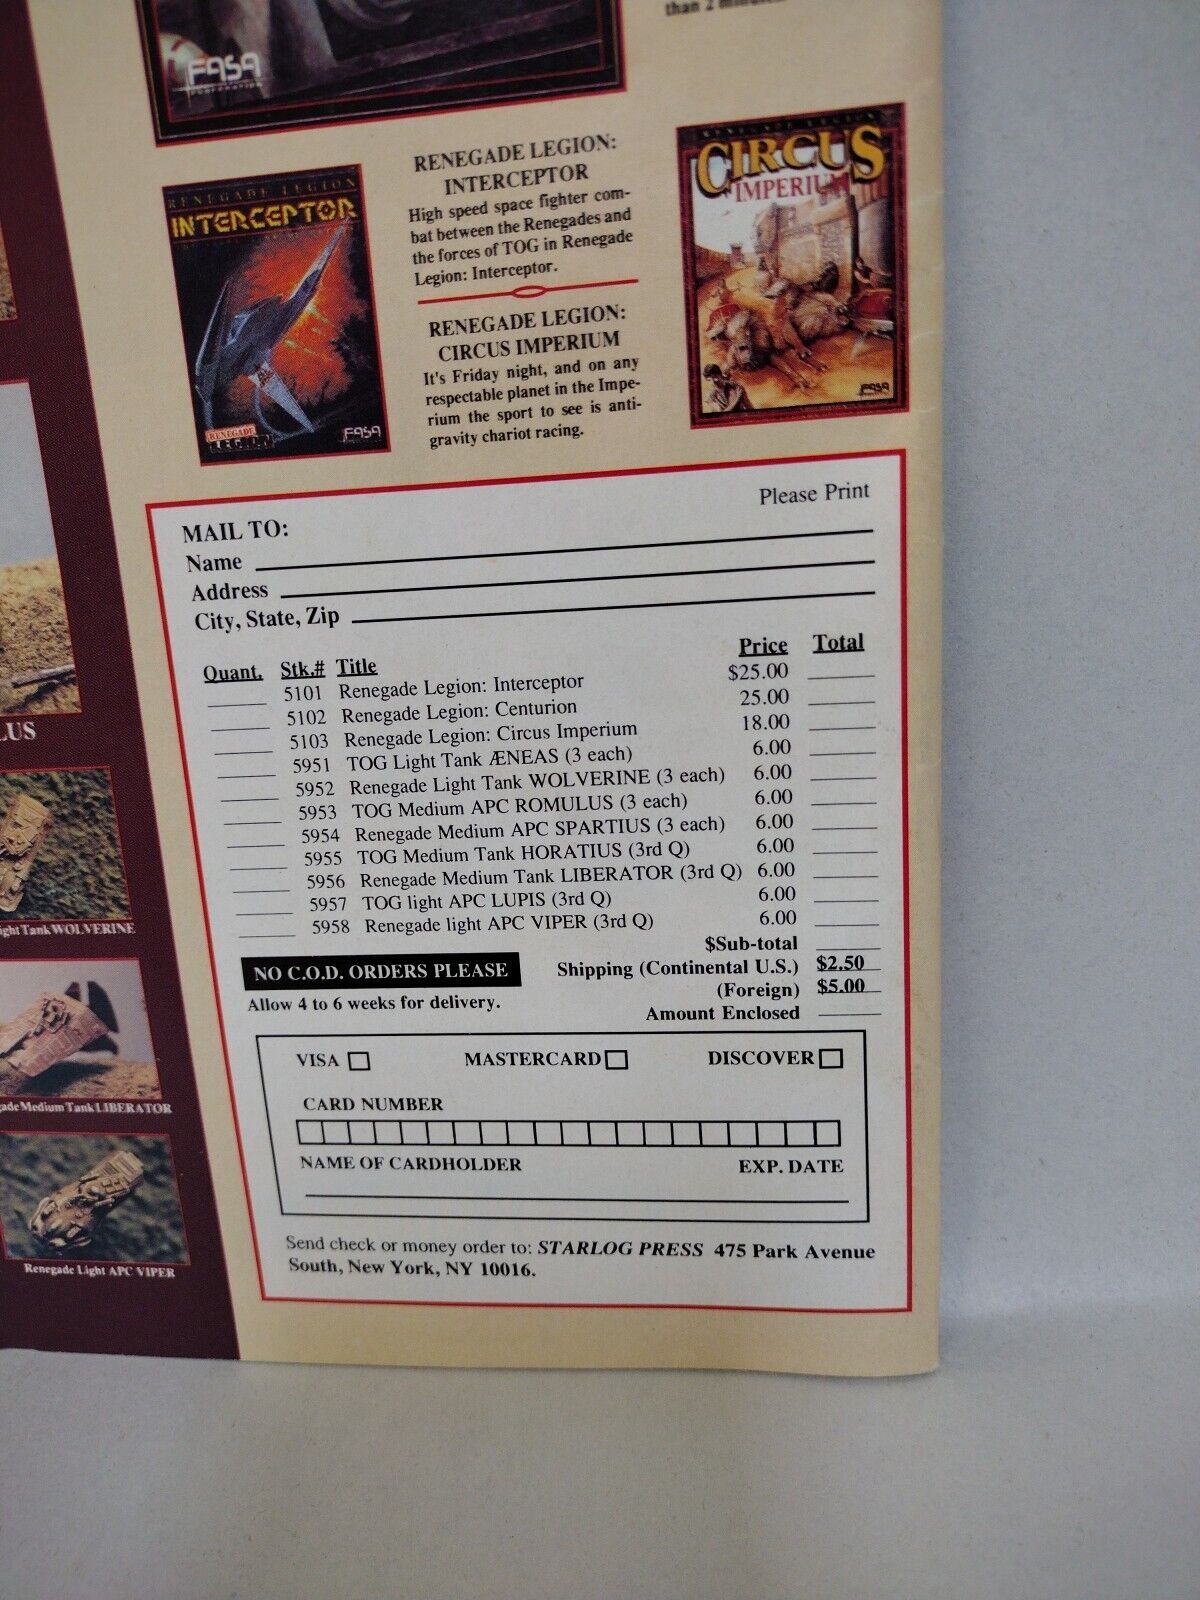 than 2 minutes.
FASA
CORPORATION
RENEGADE LEGION
INTERCEPTOR
RENEGADE
LEGION
FASA
RENEGADE LEGION:
INTERCEPTOR
High speed space fighter com-
bat between the Renegades and
the forces of TOG in Renegade
Legion: Interceptor.
RENEGADE LEGION:
CIRCUS IMPERIUM
It's Friday night, and on any
respectable planet in the Impe-
rium the sport to see is anti-
gravity chariot racing.
RENEGADE LEGION
CIRCUS
IMPERIUM
FASA
LUS
ight Tank WOLVERINE
ade Medium Tank LIBERATOR
Renegade Light APC VIPER
Please Print
MAIL TO:
Name
Address
City, State, Zip
Quant. Stk.# Title Price Total
5101 Renegade Legion: Interceptor $25.00
5102 Renegade Legion: Centurion 25.00
5103 Renegade Legion: Circus Imperium 18.00
5951 TOG Light Tank ÆNEAS (3 each) 6.00
5952 Renegade Light Tank WOLVERINE (3 each) 6.00
5953 TOG Medium APC ROMULUS (3 each) 6.00
5954 Renegade Medium APC SPARTIUS (3 each) 6.00
5955 TOG Medium Tank HORATIUS (3rd Q) 6.00
5956 Renegade Medium Tank LIBERATOR (3rd Q) 6.00
5957 TOG light APC LUPIS (3rd Q) 6.00
5958 Renegade light APC VIPER (3rd Q) 6.00
$Sub-total
NO C.O.D. ORDERS PLEASE Shipping (Continental U.S.) $2.50
(Foreign) $5.00
Allow 4 to 6 weeks for delivery.
Amount Enclosed
VISA MASTERCARD DISCOVER
CARD NUMBER
NAME OF CARDHOLDER EXP. DATE
Send check or money order to: STARLOG PRESS 475 Park Avenue
South, New York, NY 10016.